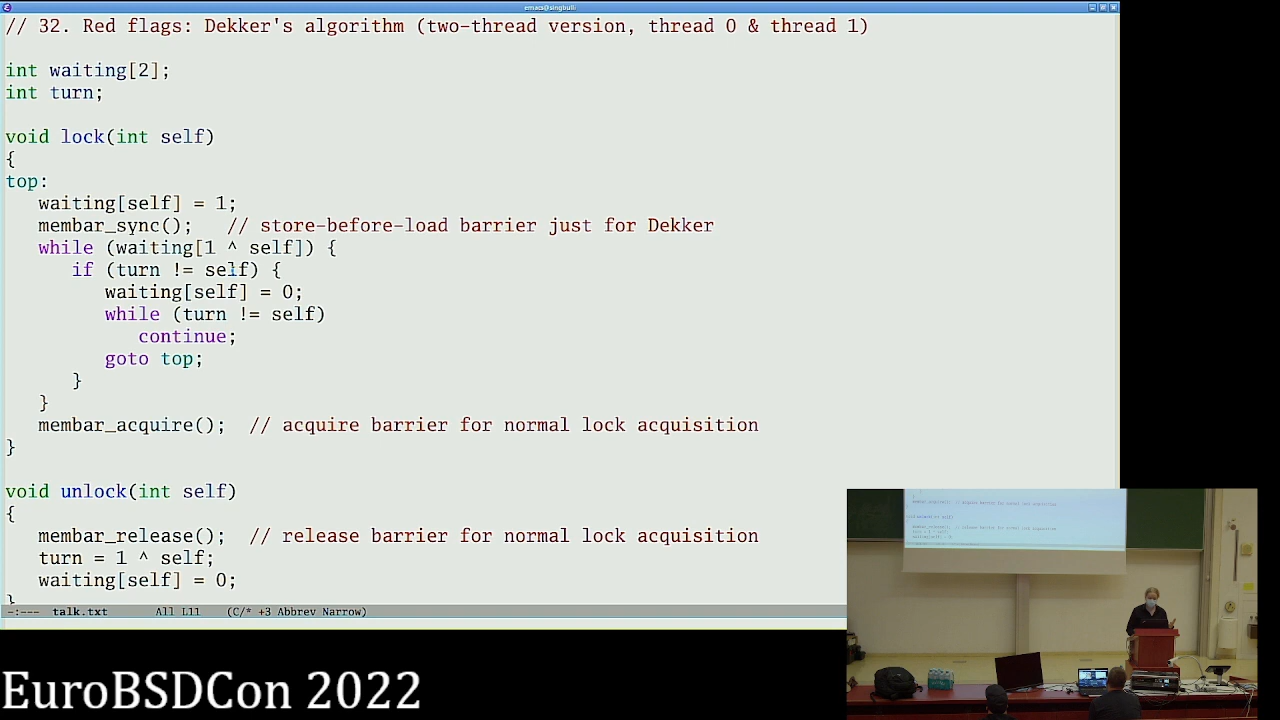 emacs@singbulli
// 32. Red flags: Dekker's algorithm (two-thread version, thread 0 & thread 1)
int waiting[2];
int turn;
void lock(int self)
{
top:
waiting[self] = 1;
membar_sync(); // store-before-load barrier just for Dekker
while (waiting[1 ^ self]) {
if (turn != self) {
waiting[self] = 0;
while (turn != self)
continue;
goto top;
}
}
membar_acquire(); // acquire barrier for normal lock acquisition
}
void unlock(int self)
{
membar_release(); // release barrier for normal lock acquisition
turn = 1 ^ self;
waiting[self] = 0;
}
-:--- talk.txt All L11 (C/* +3 Abbrev Narrow)
EuroBSDCon 2022